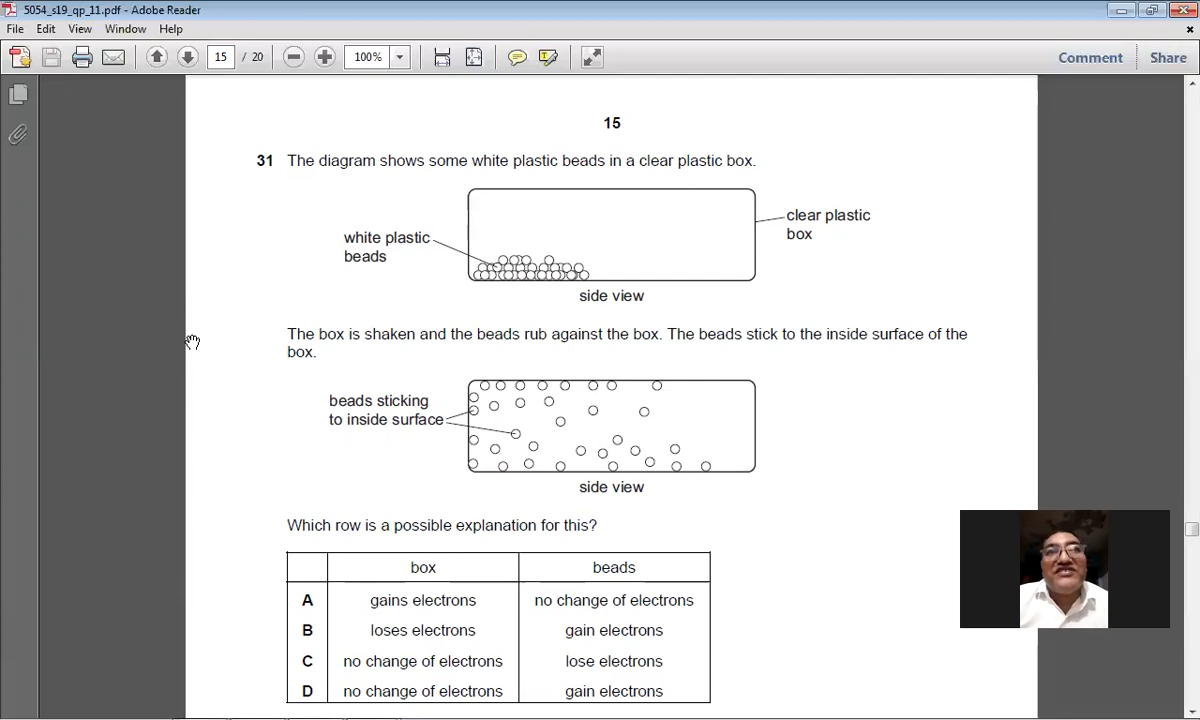 5054_s19_qp_11.pdf - Adobe Reader
File Edit View Window Help
15 / 20 100% Comment Share
15
31 The diagram shows some white plastic beads in a clear plastic box.
clear plastic
box
white plastic
beads
side view
The box is shaken and the beads rub against the box. The beads stick to the inside surface of the
box.
beads sticking
to inside surface
side view
Which row is a possible explanation for this?
box beads
A gains electrons no change of electrons
B loses electrons gain electrons
C no change of electrons lose electrons
D no change of electrons gain electrons